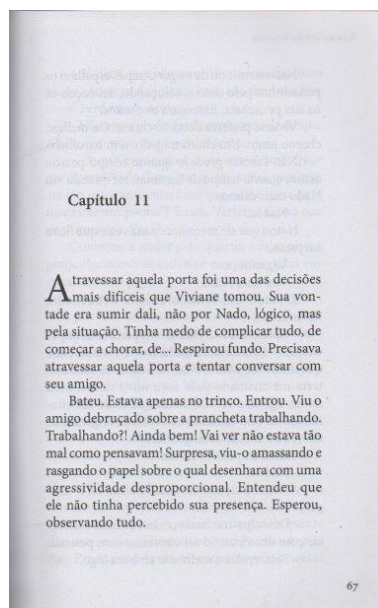 Capítulo 11
Atravessar aquela porta foi uma das decisões
mais difíceis que Viviane tomou. Sua von-
tade era sumir dali, não por Nado, lógico, mas
pela situação. Tinha medo de complicar tudo, de
começar a chorar, de... Respirou fundo. Precisava
atravessar aquela porta e tentar conversar com
seu amigo.
Bateu. Estava apenas no trinco. Entrou. Viu o
amigo debruçado sobre a prancheta trabalhando.
Trabalhando?! Ainda bem! Vai ver não estava tão
mal como pensavam! Surpresa, viu-o amassando e
rasgando o papel sobre o qual desenhara com uma
agressividade desproporcional. Entendeu que
ele não tinha percebido sua presença. Esperou,
observando tudo.
67